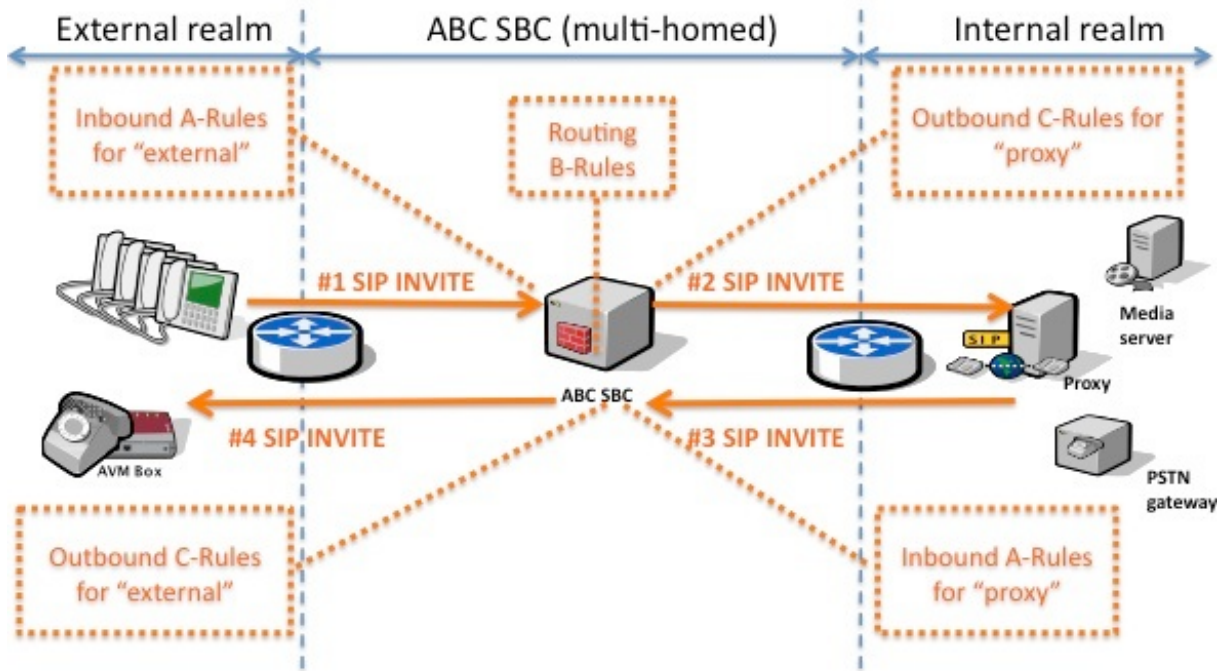 External realm
ABC SBC (multi-homed)
Internal realm
Inbound A-Rules
for “external”
Routing
B-Rules
Outbound C-Rules for
“proxy”
#1 SIP INVITE
#2 SIP INVITE
Media
server
SIP
Proxy
ABC SBC
#4 SIP INVITE
#3 SIP INVITE
AVM Box
PSTN
gateway
Outbound C-Rules
for “external”
Inbound A-Rules
for “proxy”